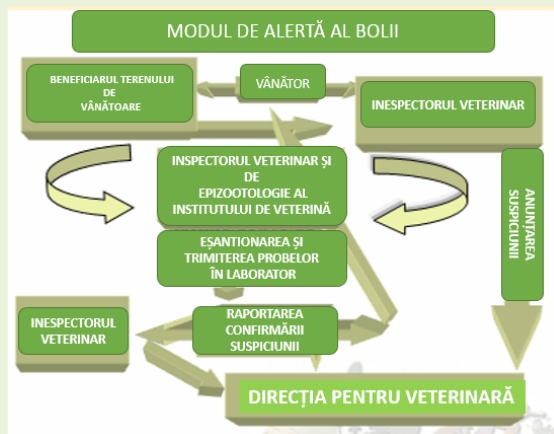 MODUL DE ALERTĂ AL BOLII
BENEFICIARUL TERENULUI
DE
VÂNĂTOARE
VÂNĂTOR
INESPECTORUL VETERINAR
INSPECTORUL VETERINAR ȘI
DE
EPIZOOTOLOGIE AL
INSTITUTULUI DE VETERINĂ
ANUNȚAREA
SUSPICIUNII
EȘANTIONAREA ȘI
TRIMITEREA PROBELOR
ÎN LABORATOR
INESPECTORUL
VETERINAR
RAPORTAREA
CONFIRMĂRII
SUSPICIUNII
DIRECȚIA PENTRU VETERINARĂ